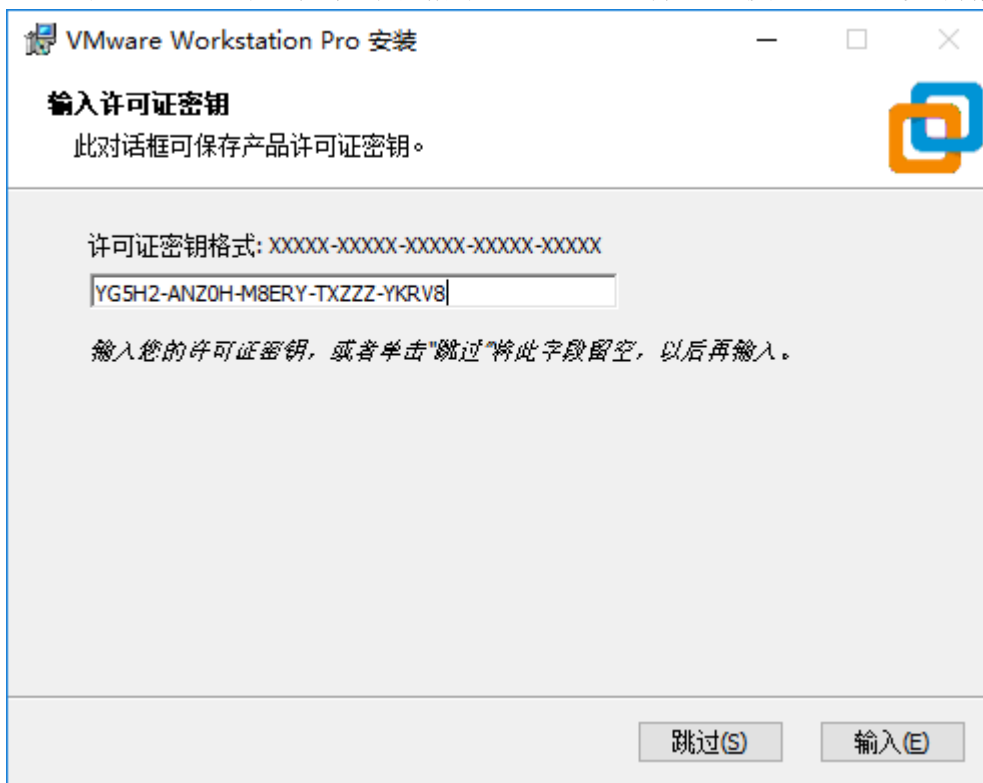 VMware Workstation Pro 安装
输入许可证密钥
此对话框可保存产品许可证密钥。
许可证密钥格式: XXXXX-XXXXX-XXXXX-XXXXX-XXXXX
YG5H2-ANZ0H-M8ERY-TXZZZ-YKRV8
输入您的许可证密钥，或者单击"跳过"将此字段留空，以后再输入。
跳过(S)
输入(E)